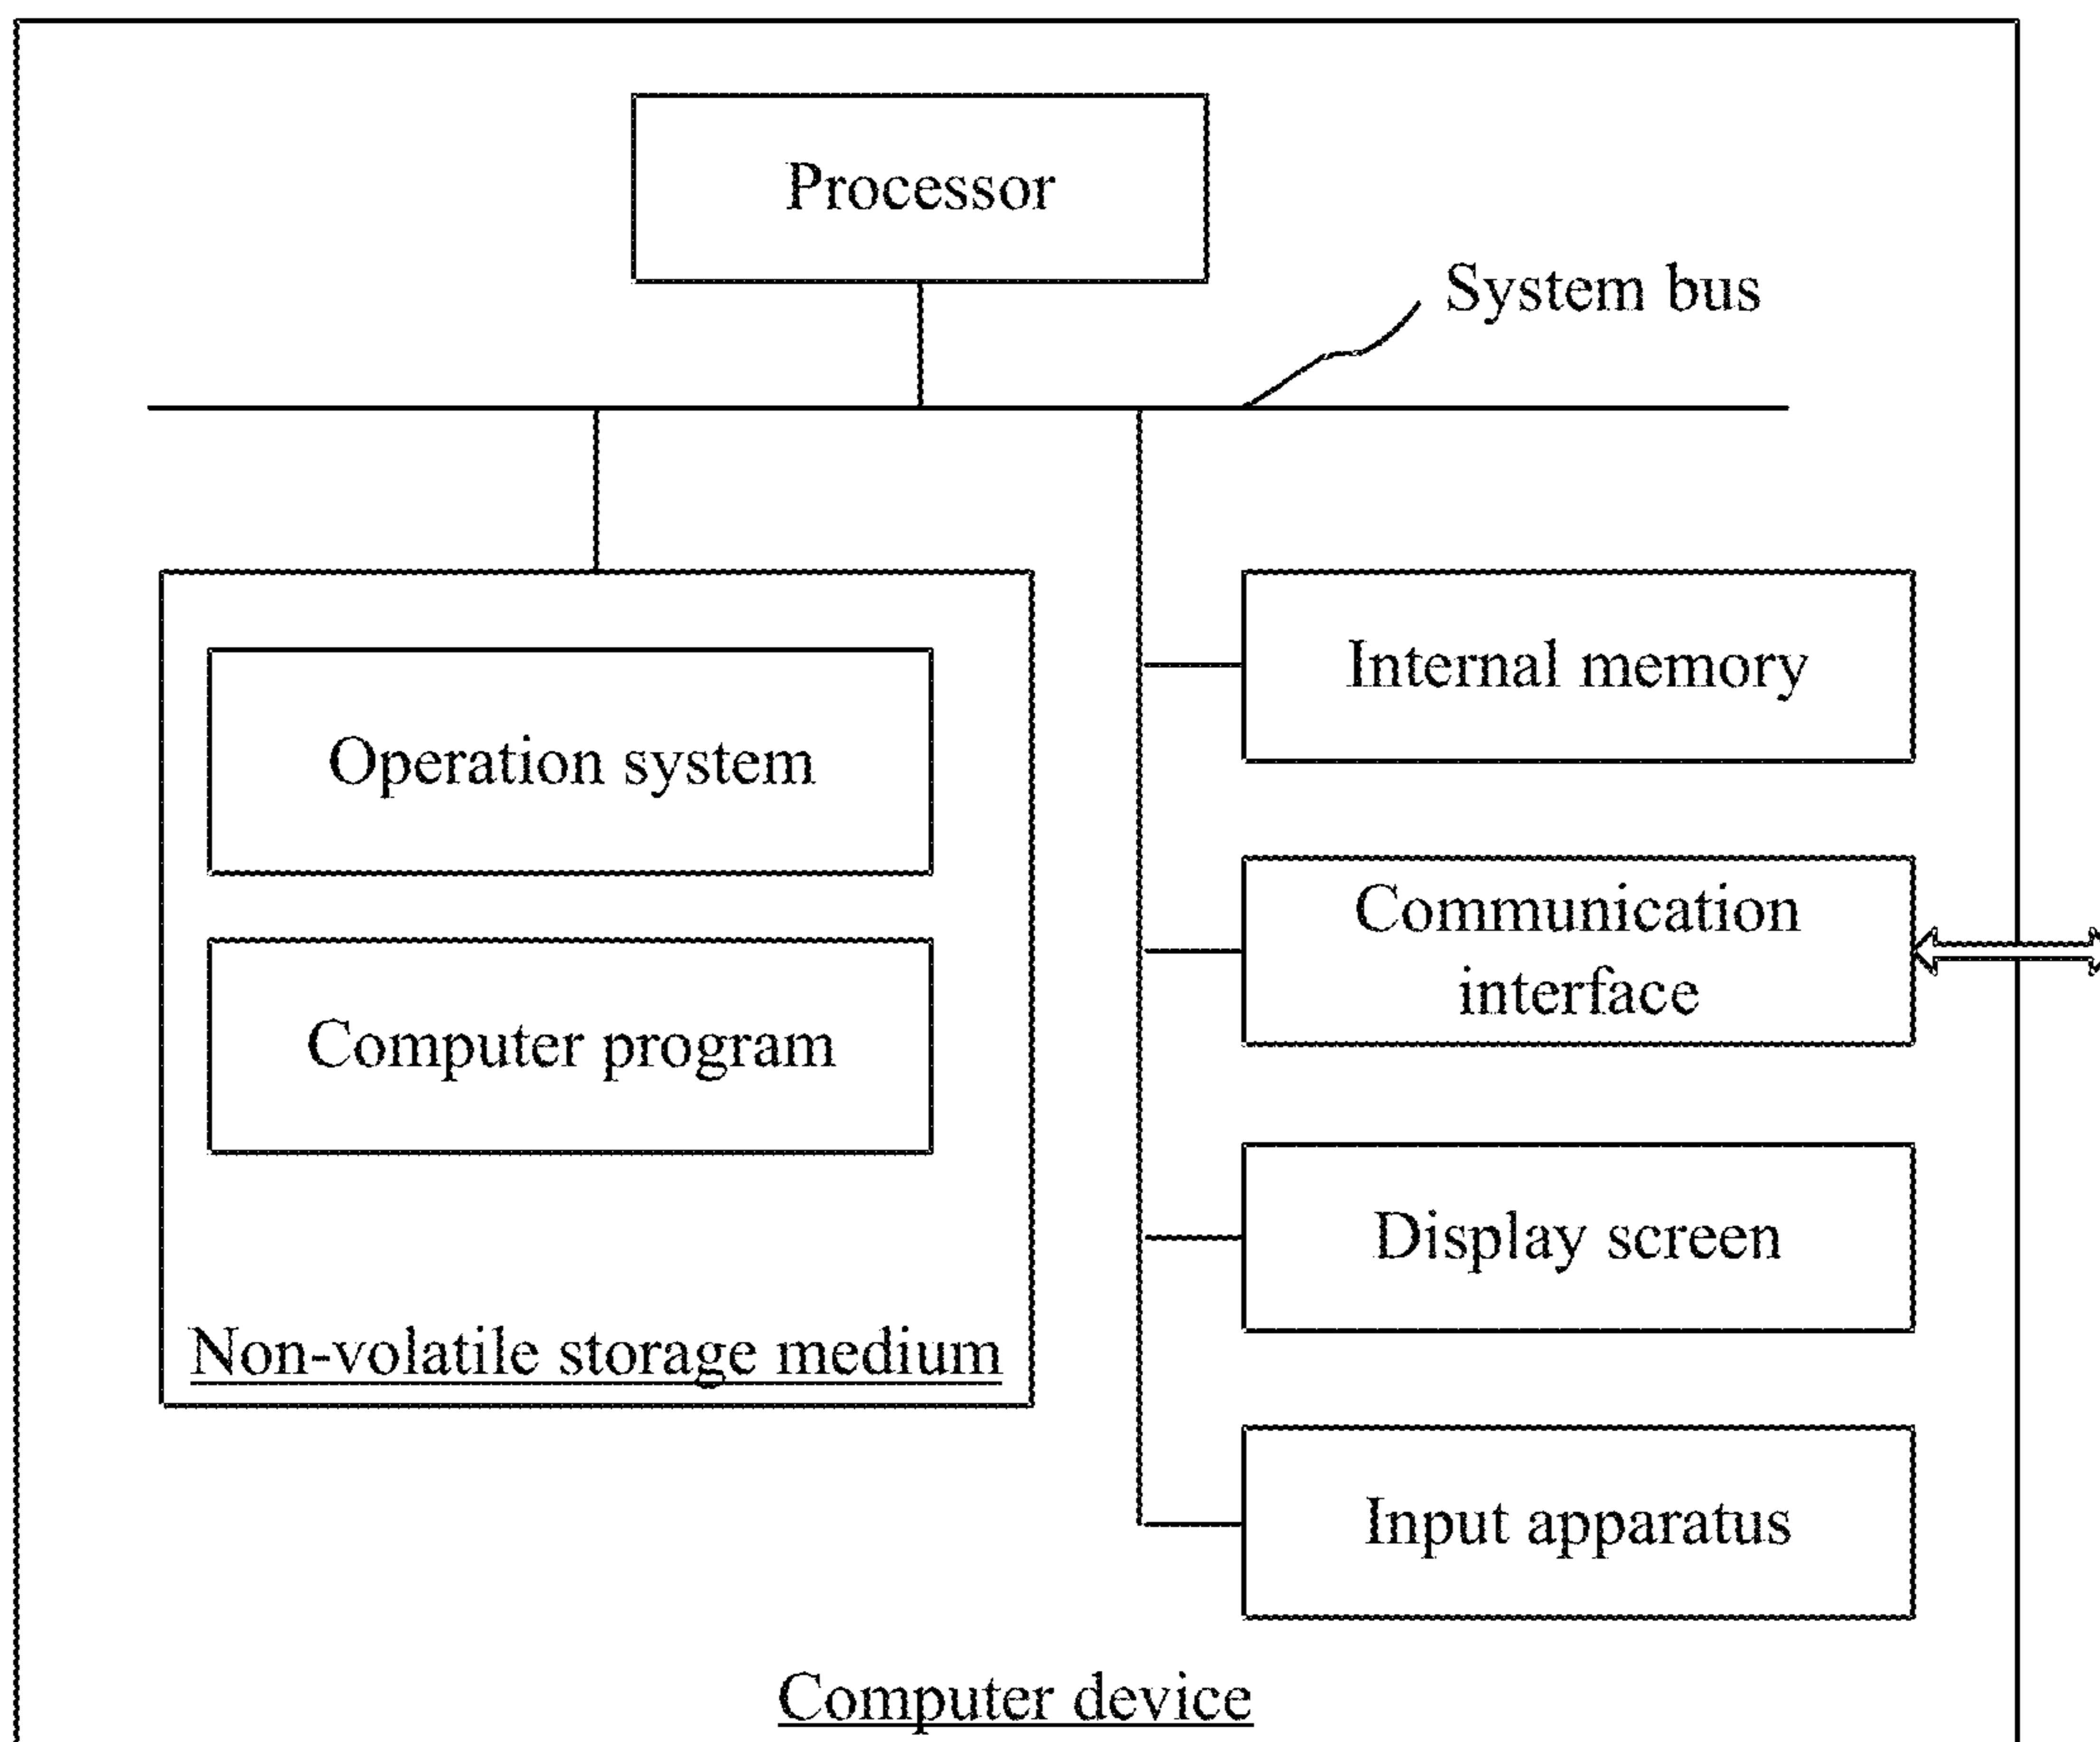 Processor
System bus
Operation system
Computer program
Non-volatile storage medium
Internal memory
Communication
interface
Display screen
Input apparatus
Computer device